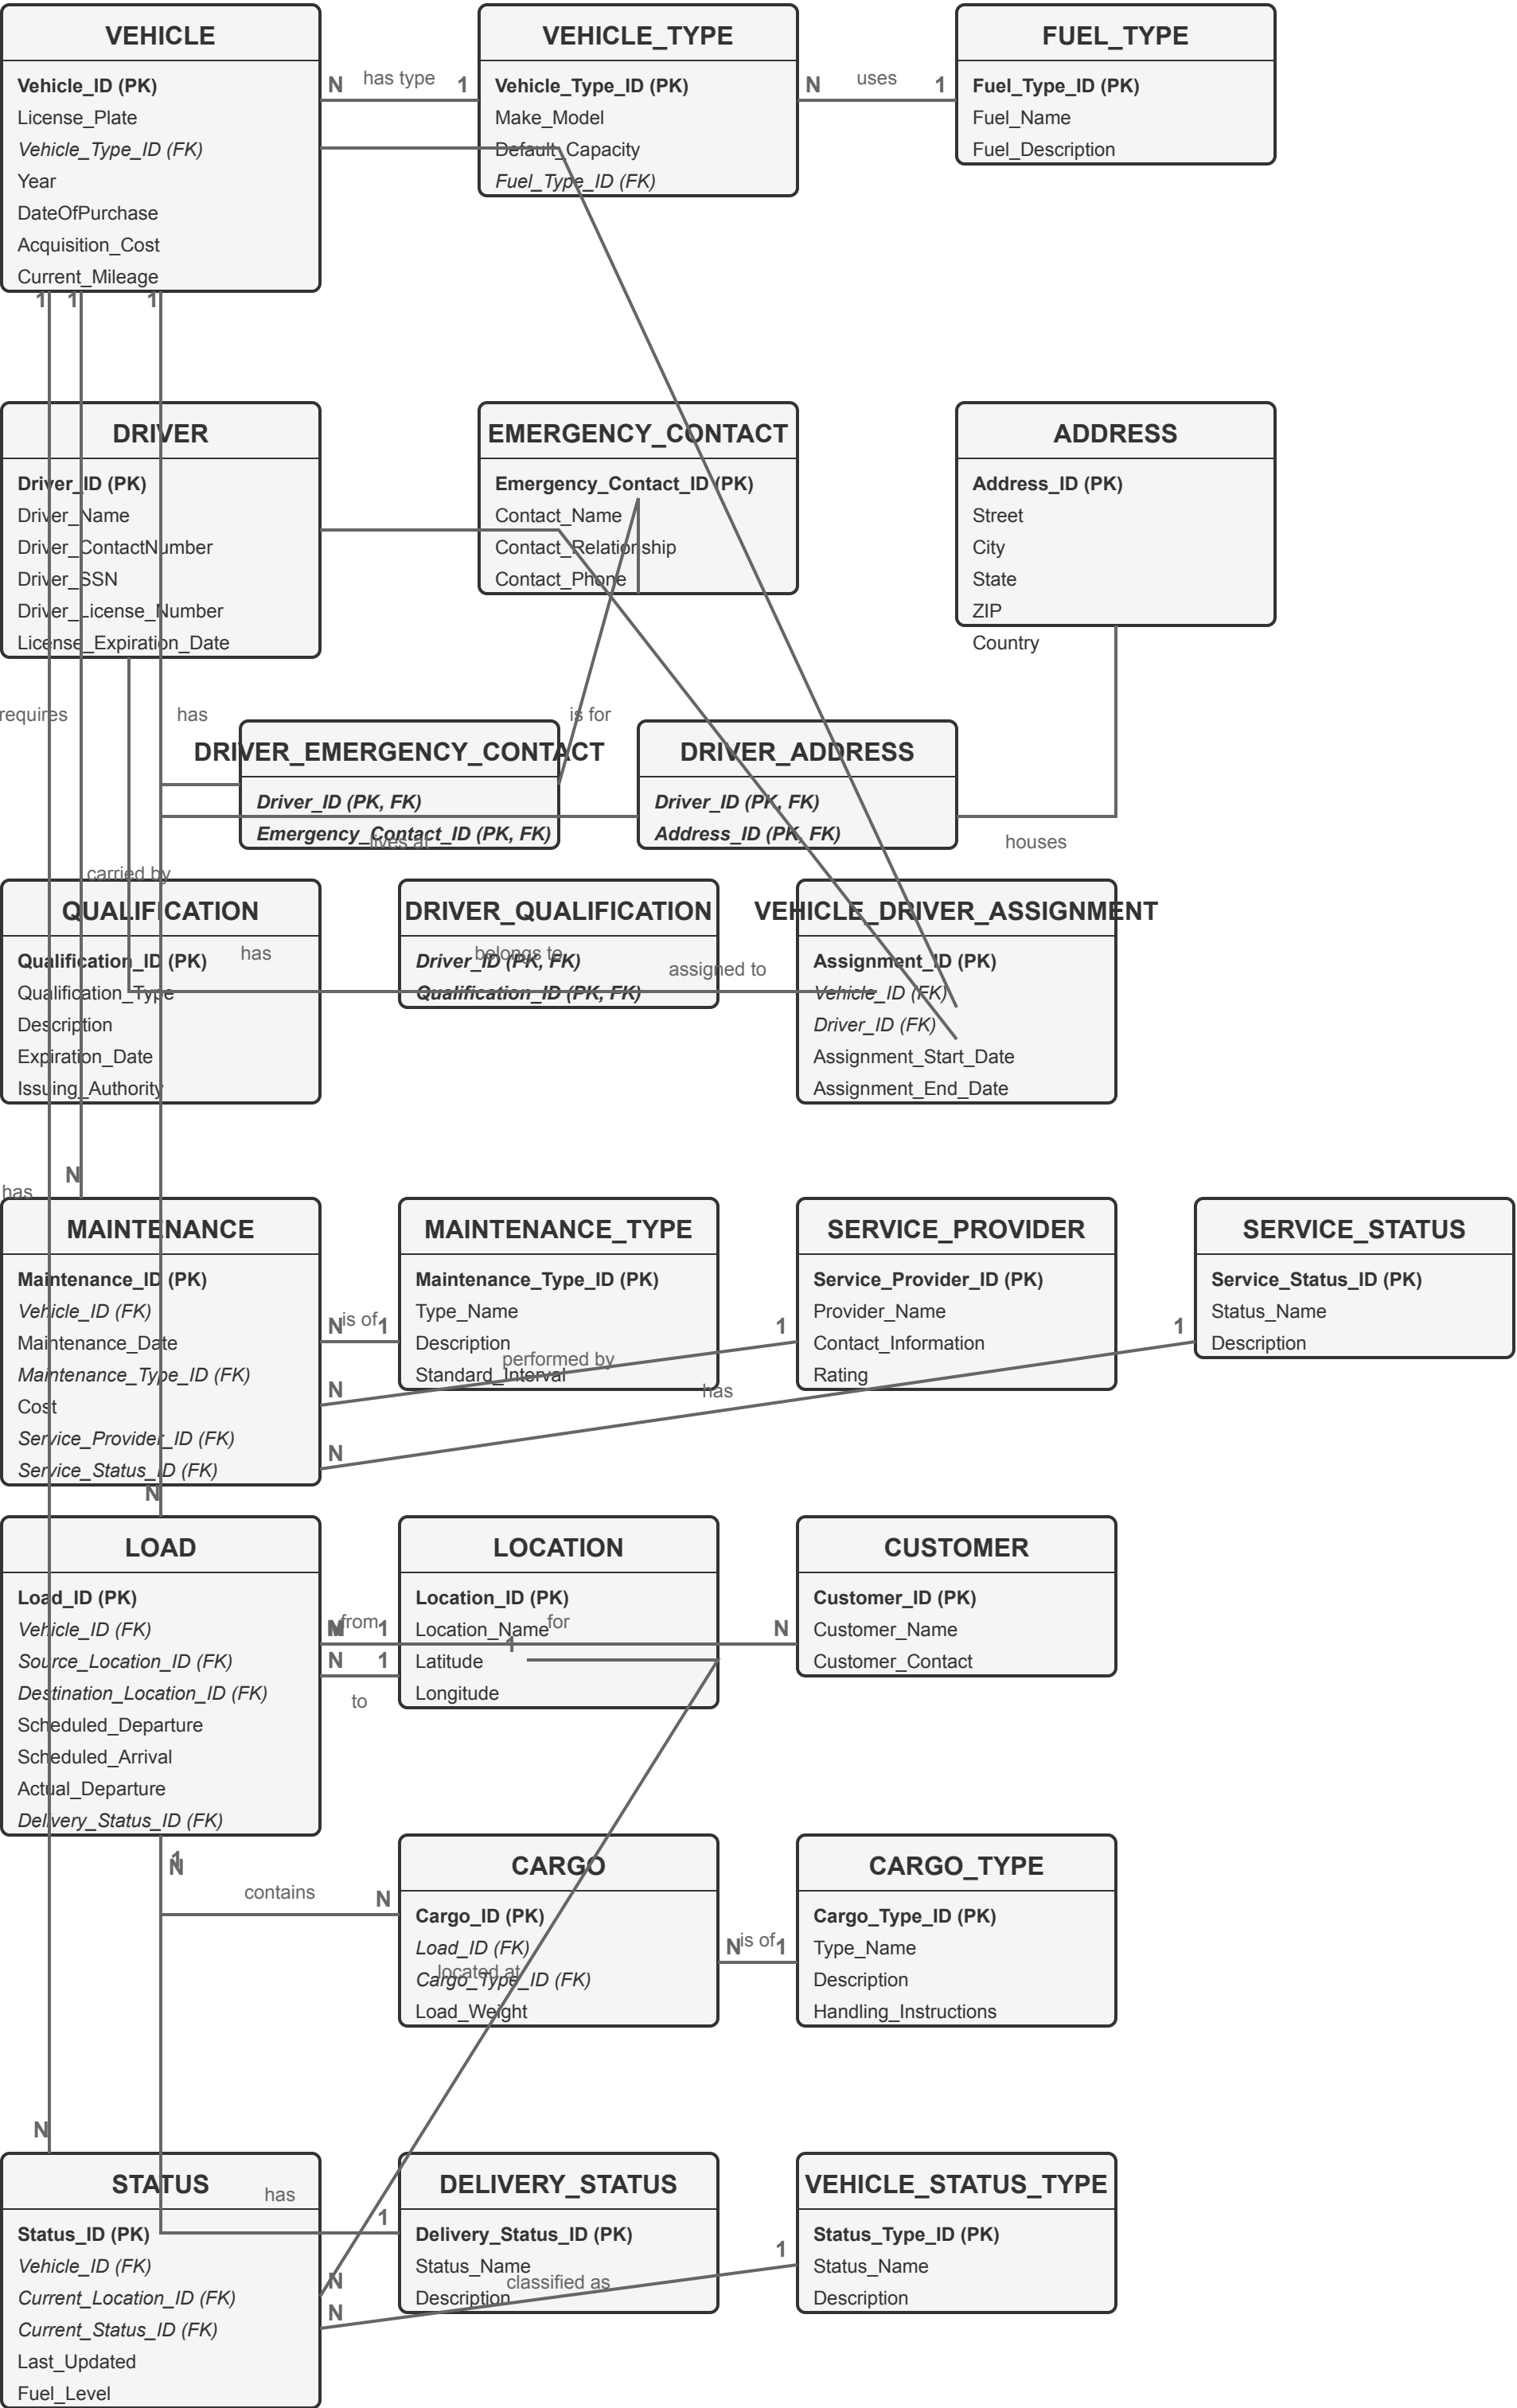 VEHICLE
Vehicle_ID (PK)
License_Plate
Vehicle_Type_ID (FK)
Year
DateOfPurchase
Acquisition_Cost
Current_Mileage
N
has type
1
VEHICLE_TYPE
Vehicle_Type_ID (PK)
Make_Model
Default_Capacity
Fuel_Type_ID (FK)
N
uses
1
FUEL_TYPE
Fuel_Type_ID (PK)
Fuel_Name
Fuel_Description
1
1
1
DRIVER
Driver_ID (PK)
Driver_Name
Driver_ContactNumber
Driver_SSN
Driver_License_Number
License_Expiration_Date
EMERGENCY_CONTACT
Emergency_Contact_ID (PK)
Contact_Name
Contact_Relationship
Contact_Phone
ADDRESS
Address_ID (PK)
Street
City
State
ZIP
Country
requires
has
is for
DRIVER_EMERGENCY_CONTACT
Driver_ID (PK, FK)
Emergency_Contact_ID (PK, FK)
lives at
DRIVER_ADDRESS
Driver_ID (PK, FK)
Address_ID (PK, FK)
houses
carried by
QUALIFICATION
Qualification_ID (PK)
Qualification_Type
Description
Expiration_Date
Issuing_Authority
has
DRIVER_QUALIFICATION
belongs to
Driver_ID (PK, FK)
Qualification_ID (PK, FK)
assigned to
VEHICLE_DRIVER_ASSIGNMENT
Assignment_ID (PK)
Vehicle_ID (FK)
Driver_ID (FK)
Assignment_Start_Date
Assignment_End_Date
N
has
MAINTENANCE
Maintenance_ID (PK)
Vehicle_ID (FK)
Maintenance_Date
Maintenance_Type_ID (FK)
Cost
Service_Provider_ID (FK)
Service_Status_ID (FK)
N
is of
1
MAINTENANCE_TYPE
Maintenance_Type_ID (PK)
Type_Name
Description
Standard_Interval
N
performed by
1
SERVICE_PROVIDER
Service_Provider_ID (PK)
Provider_Name
Contact_Information
Rating
N
has
1
SERVICE_STATUS
Service_Status_ID (PK)
Status_Name
Description
N
LOAD
Load_ID (PK)
Vehicle_ID (FK)
Source_Location_ID (FK)
Destination_Location_ID (FK)
Scheduled_Departure
Scheduled_Arrival
Actual_Departure
Delivery_Status_ID (FK)
N
from
1
N
1
to
LOCATION
Location_ID (PK)
Location_Name
Latitude
Longitude
for
1
N
CUSTOMER
Customer_ID (PK)
Customer_Name
Customer_Contact
1
N
contains
N
CARGO
Cargo_ID (PK)
Load_ID (FK)
Cargo_Type_ID (FK)
Load_Weight
located at
N
is of
1
CARGO_TYPE
Cargo_Type_ID (PK)
Type_Name
Description
Handling_Instructions
N
STATUS
has
Status_ID (PK)
Vehicle_ID (FK)
Current_Location_ID (FK)
Current_Status_ID (FK)
Last_Updated
Fuel_Level
1
N
N
DELIVERY_STATUS
Delivery_Status_ID (PK)
Status_Name
Description
classified as
1
VEHICLE_STATUS_TYPE
Status_Type_ID (PK)
Status_Name
Description